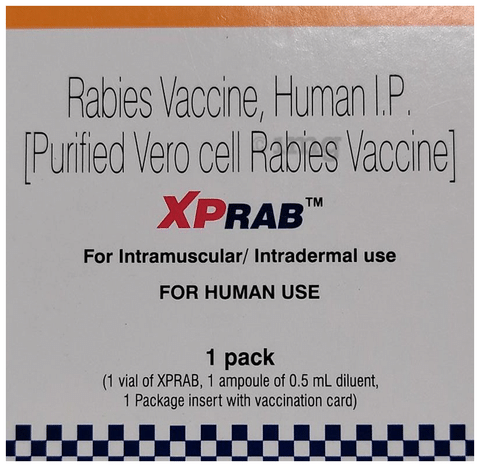 Rabies Vaccine, Human I.P.
[Purified Vero cell Rabies Vaccine]
XPRAB™
For Intramuscular/ Intradermal use
FOR HUMAN USE
1 pack
(1 vial of XPRAB, 1 ampoule of 0.5 mL diluent,
1 Package insert with vaccination card)